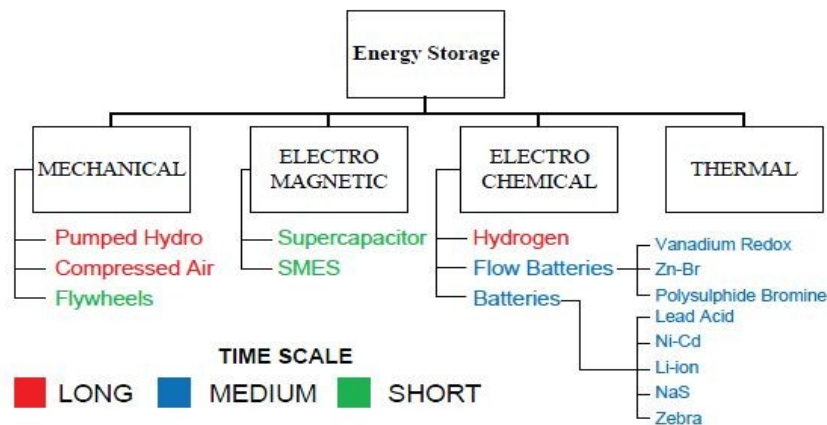 Energy Storage
MECHANICAL
ELECTRO
MAGNETIC
ELECTRO
CHEMICAL
THERMAL
Pumped Hydro
Compressed Air
Flywheels
Supercapacitor
SMES
Hydrogen
Flow Batteries
Batteries
Vanadium Redox
Zn-Br
Polysulphide Bromine
Lead Acid
Ni-Cd
Li-ion
NaS
Zebra
TIME SCALE
LONG
MEDIUM
SHORT